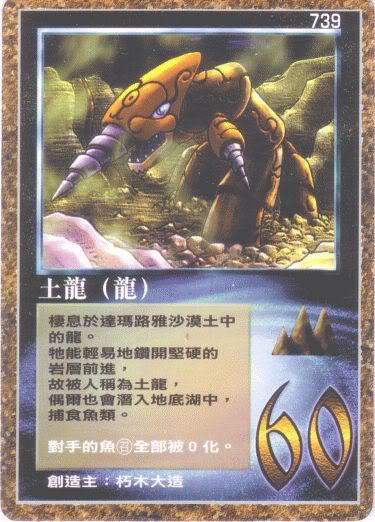 739
土龍（龍）
棲息於達瑪路雅沙漠土中
的龍。
牠能輕易地鑽開堅硬的
岩層前進，
故被人稱為土龍，
偶爾也會潛入地底湖中，
捕食魚類。
對手的魚㊁全部被0化。
60
創造主：朽木大造